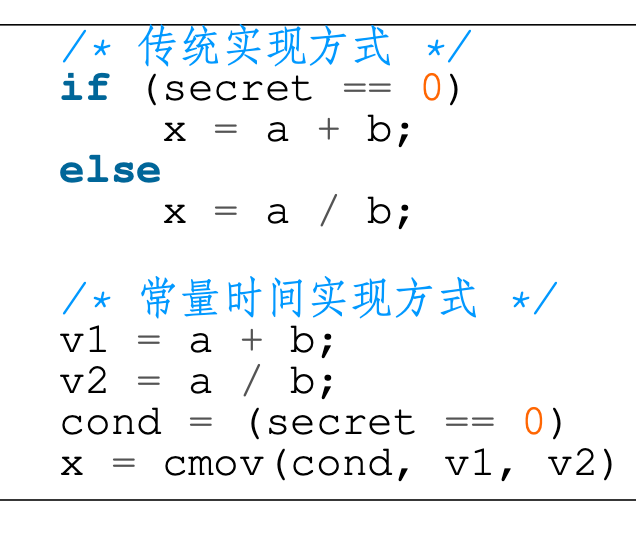 /* 传统实现方式 */
if (secret == 0)
    x = a + b;
else
    x = a / b;

/* 常量时间实现方式 */
v1 = a + b;
v2 = a / b;
cond = (secret == 0)
x = cmov(cond, v1, v2)